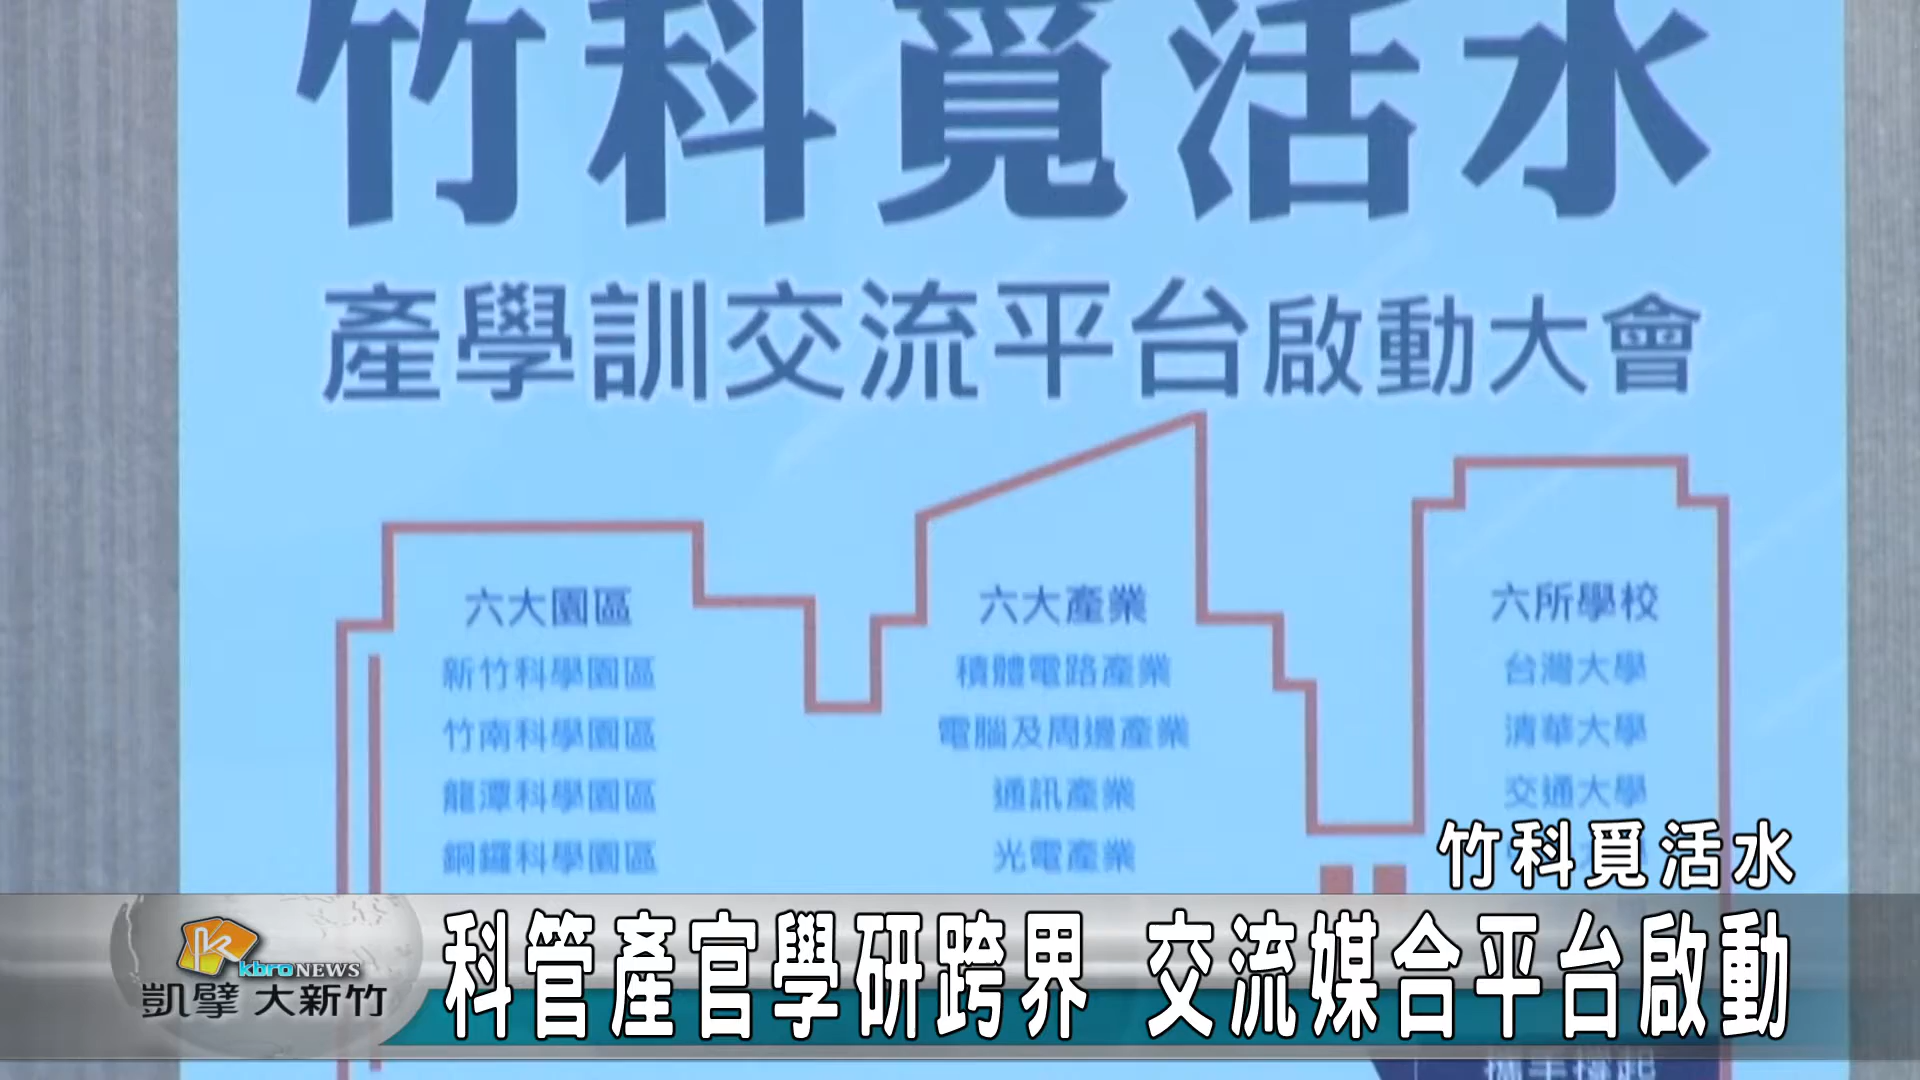 竹科覓活水
產學訓交流平台啟動大會
六大園區
新竹科學園區
竹南科學園區
龍潭科學園區
銅鑼科學園區
六大產業
積體電路產業
電腦及周邊產業
通訊產業
光電產業
六所學校
台灣大學
清華大學
交通大學
竹科覓活水
科管產官學研跨界 交流媒合平台啟動
kbro NEWS
凱擘 大新竹